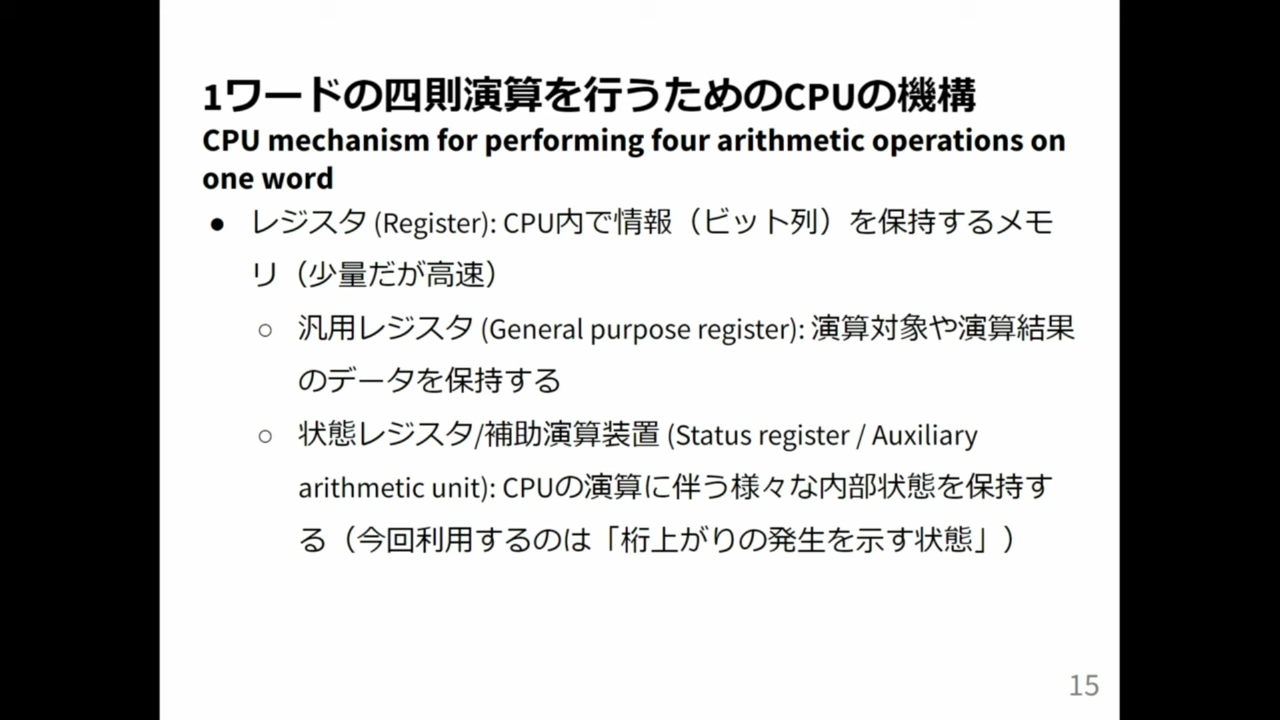 1ワードの四則演算を行うためのCPUの機構
CPU mechanism for performing four arithmetic operations on
one word
● レジスタ (Register): CPU内で情報（ビット列）を保持するメモ
リ（少量だが高速）
○ 汎用レジスタ (General purpose register): 演算対象や演算結果
のデータを保持する
○ 状態レジスタ/補助演算装置 (Status register / Auxiliary
arithmetic unit): CPUの演算に伴う様々な内部状態を保持す
る（今回利用するのは「桁上がりの発生を示す状態」）
15